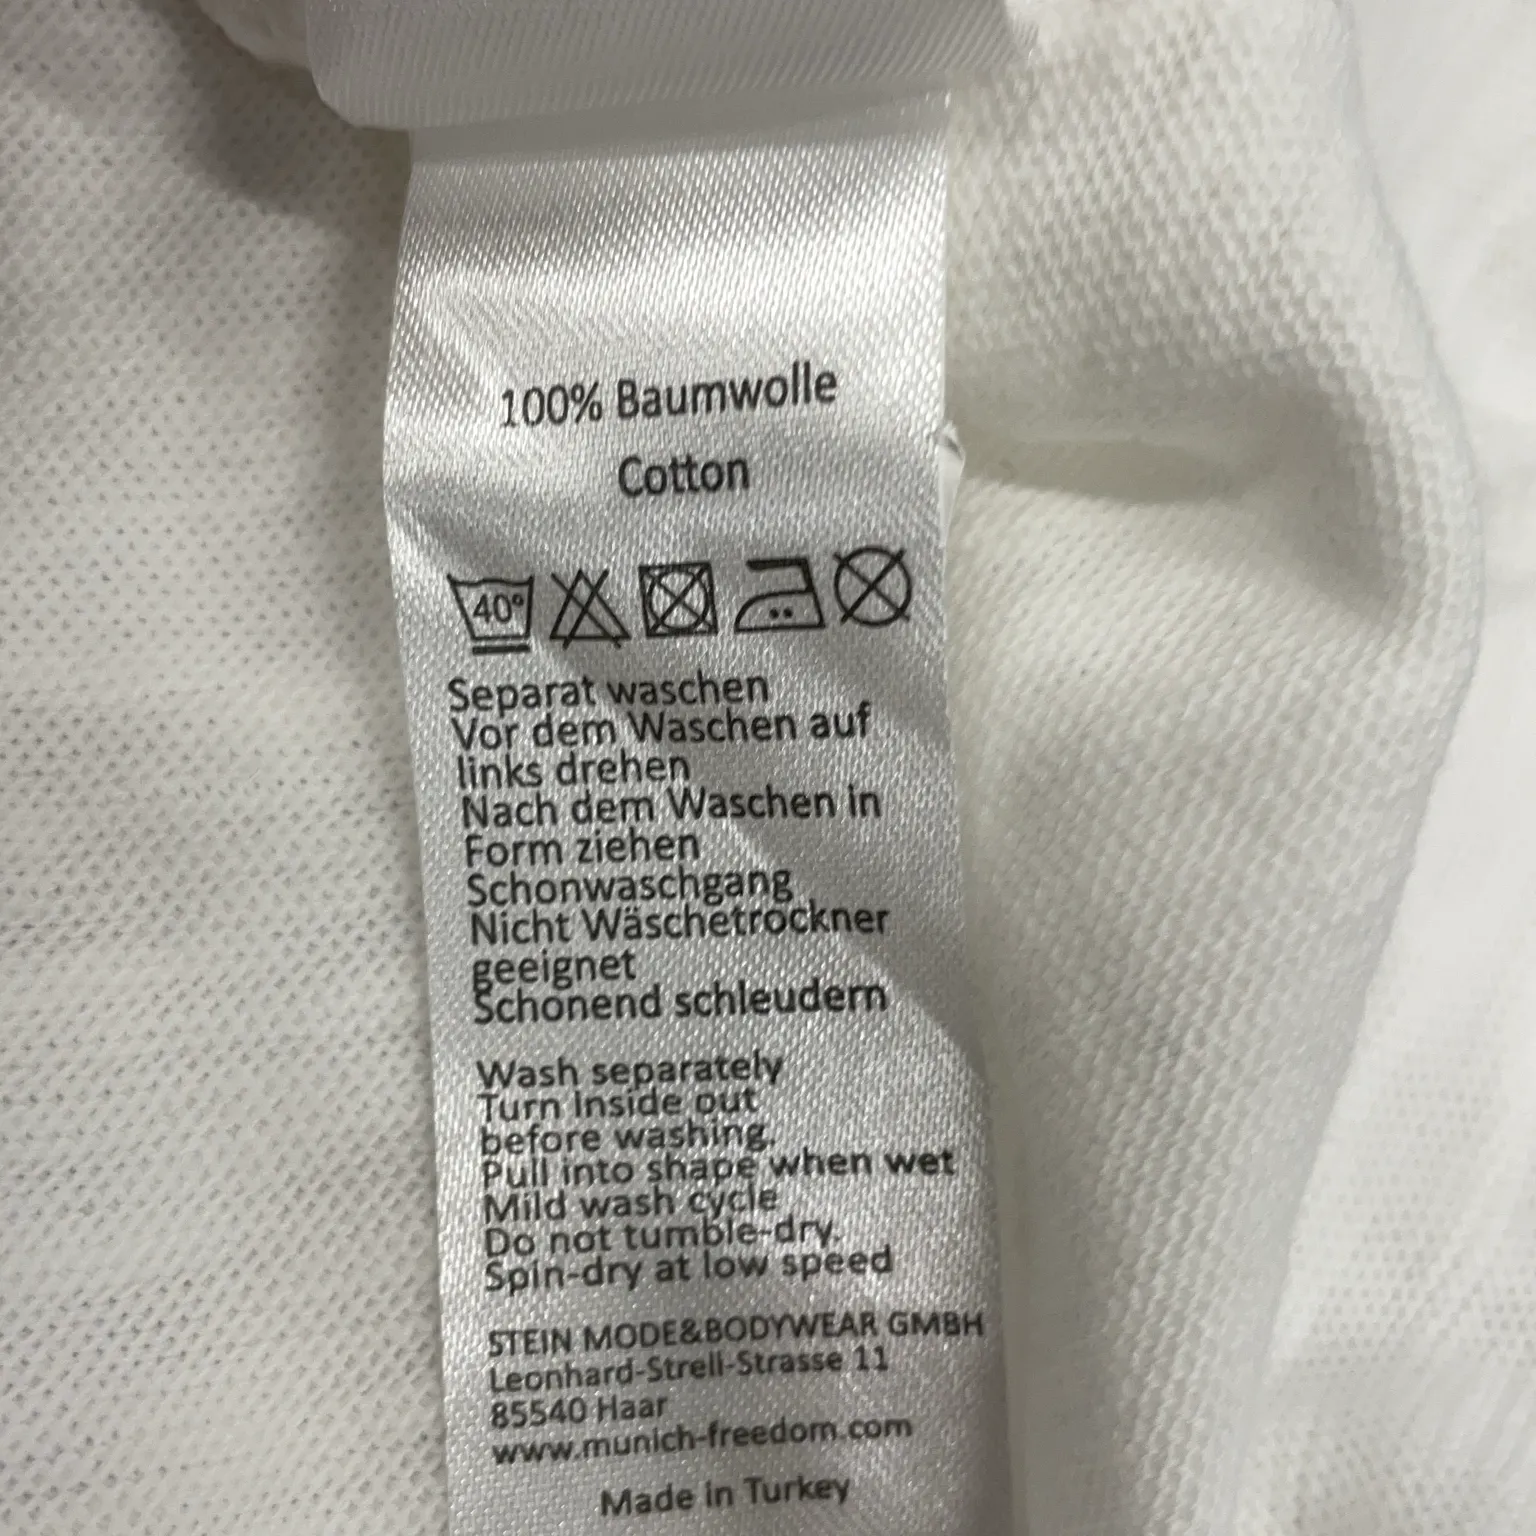 100% Baumwolle
Cotton
40°
Separat waschen
Vor dem Waschen auf
links drehen
Nach dem Waschen in
Form ziehen
Schonwaschgang
Nicht Wäschetrockner
geeignet
Schonend schleudern
Wash separately
Turn Inside out
before washing.
Pull into shape when wet
Mild wash cycle
Do not tumble-dry.
Spin-dry at low speed
STEIN MODE&BODYWEAR GMBH
Leonhard-Strell-Strasse 11
85540 Haar
www.munich-freedom.com
Made in Turkey